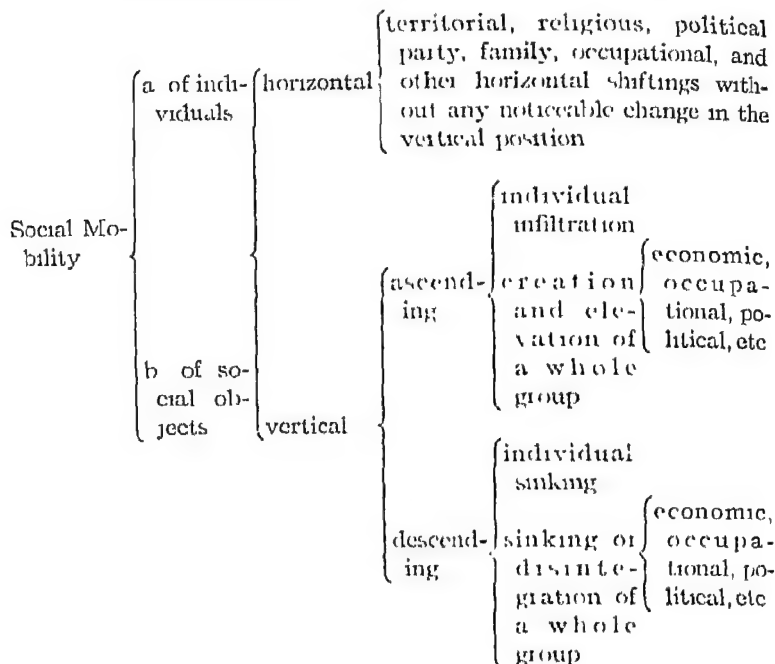 territorial, religious, political
party, family, occupational, and
other horizontal shiftings with-
out any noticeable change in the
vertical position
a of indi-
viduals
horizontal
Social Mo-
bility
b of so-
cial ob-
jects
vertical
ascend-
ing
individual
infiltration
creation
and ele-
vation of
a whole
group
economic,
occupa-
tional, po-
litical, etc
descend-
ing
individual
sinking
sinking or
disinte-
gration of
a whole
group
economic,
occupa-
tional, po-
litical, etc